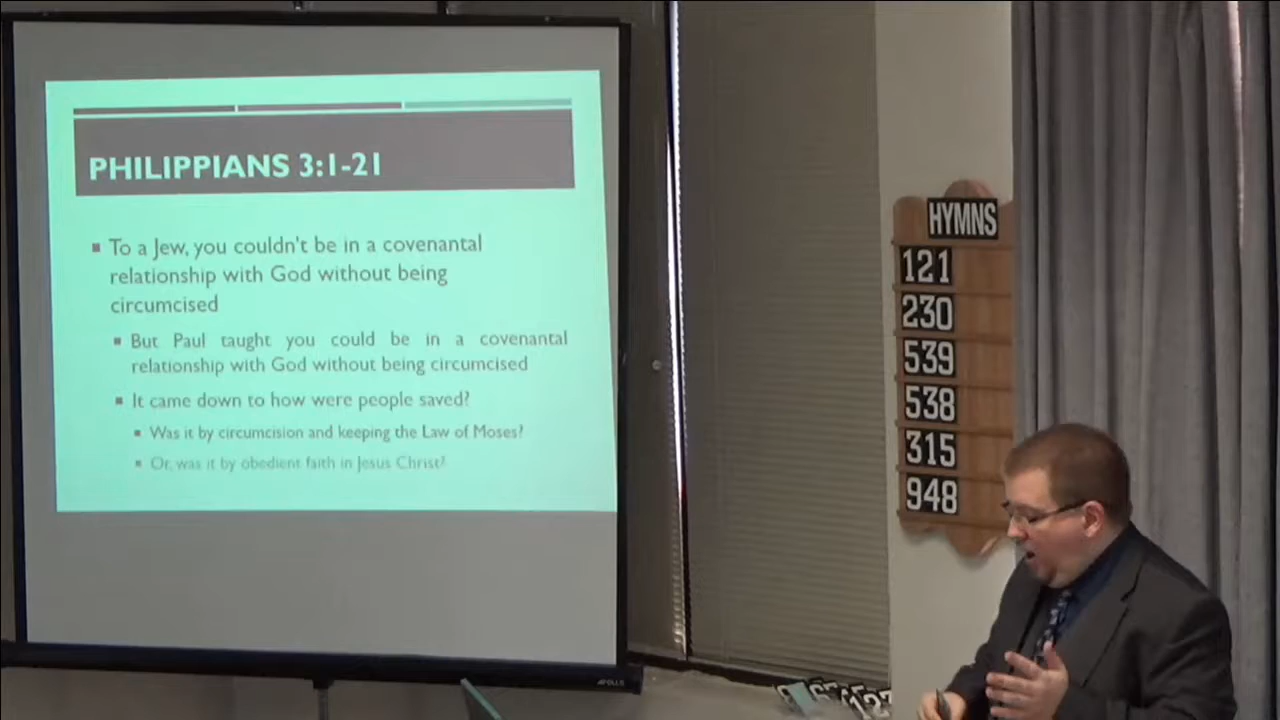 PHILIPPIANS 3:1-21
▪ To a Jew, you couldn't be in a covenantal
relationship with God without being
circumcised
▪ But Paul taught you could be in a covenantal
relationship with God without being circumcised
▪ It came down to how were people saved?
▪ Was it by circumcision and keeping the Law of Moses?
▪ Or, was it by obedient faith in Jesus Christ?
APOLLO
HYMNS
121
230
539
538
315
948